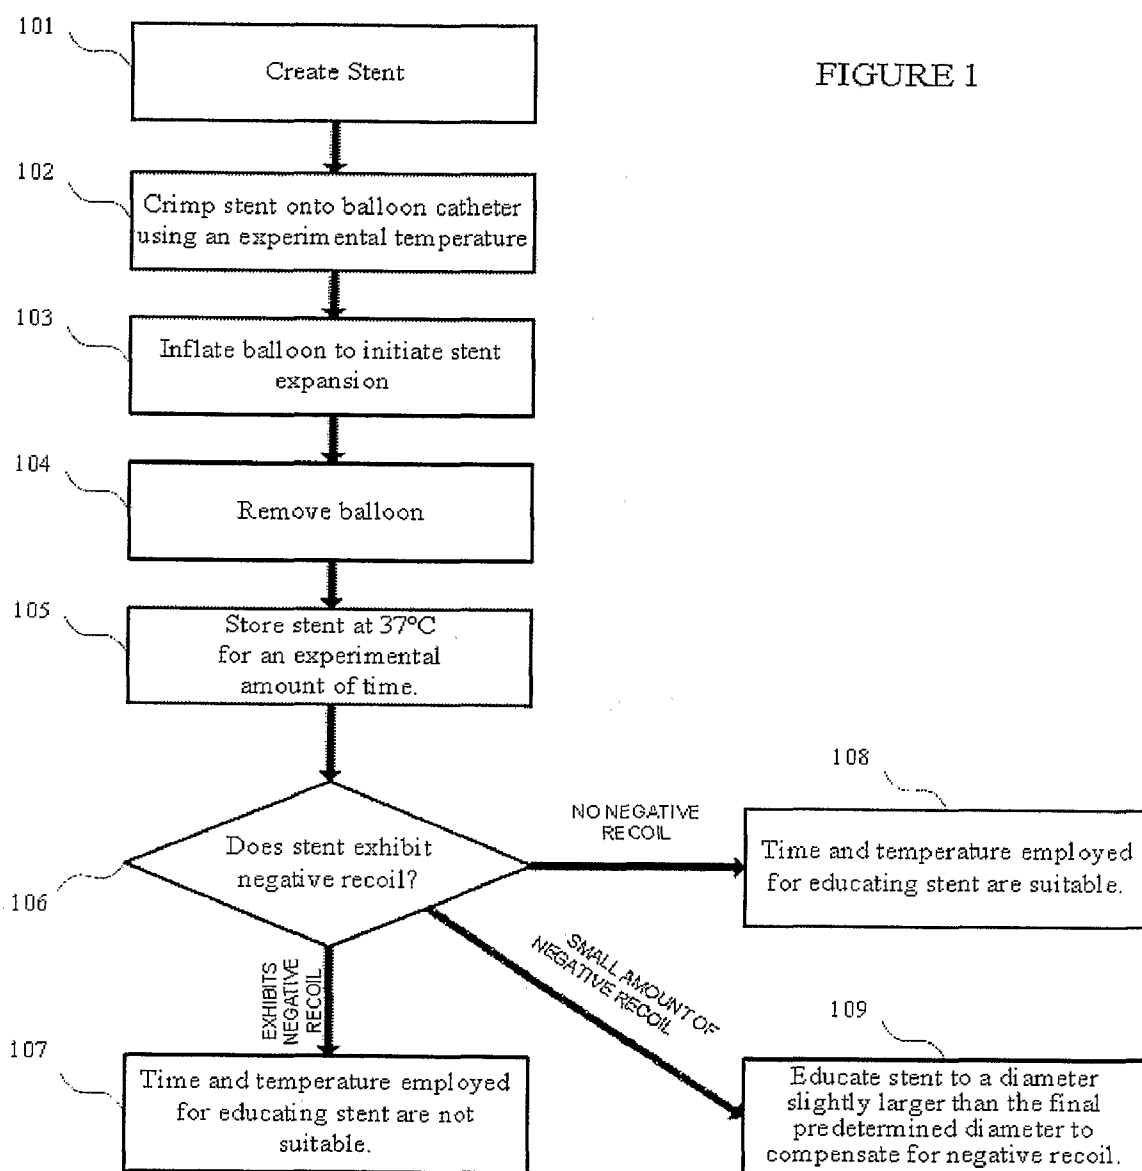 FIGURE 1
101
Create Stent
102
Crimp stent onto balloon catheter
using an experimental temperature
103
Inflate balloon to initiate stent
expansion
104
Remove balloon
105
Store stent at 37°C
for an experimental
amount of time.
106
Does stent exhibit
negative recoil?
NO NEGATIVE
RECOIL
108
Time and temperature employed
for educating stent are suitable.
SMALL AMOUNT OF
NEGATIVE RECOIL
109
Educate stent to a diameter
slightly larger than the final
predetermined diameter to
compensate for negative recoil.
EXHIBITS
NEGATIVE
RECOIL
107
Time and temperature employed
for educating stent are not
suitable.